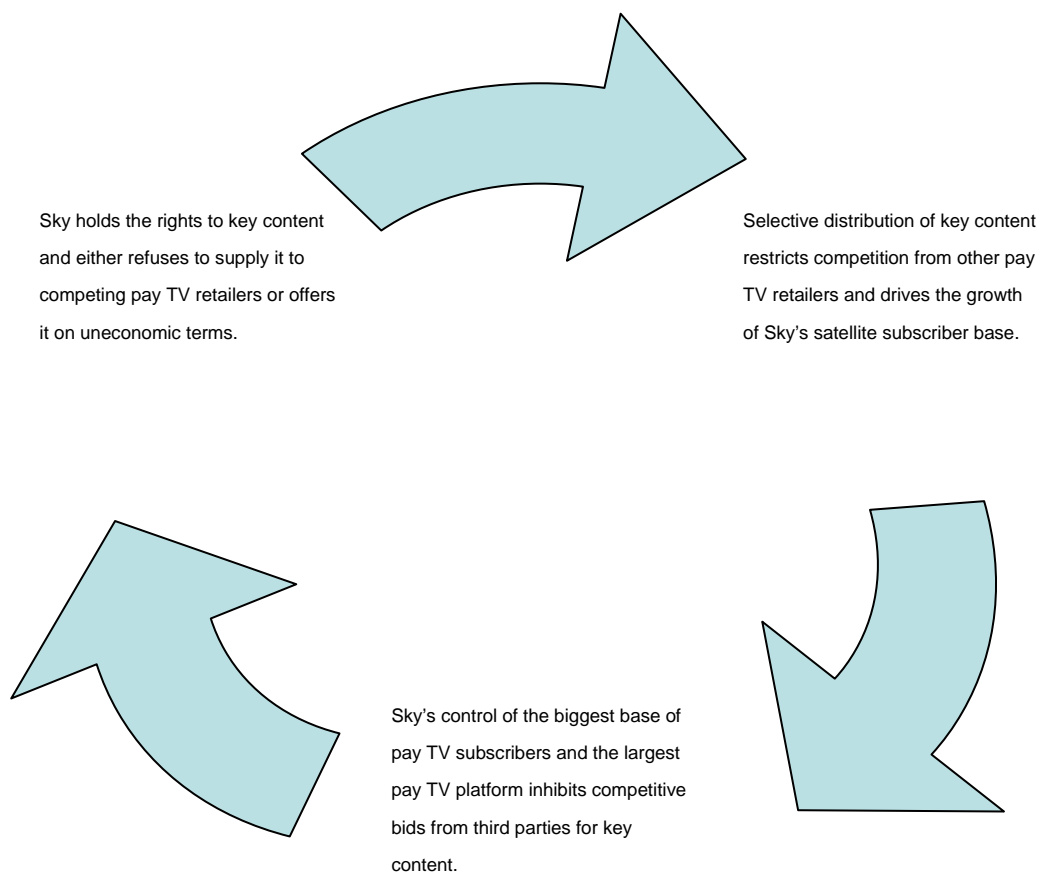 Sky holds the rights to key content
and either refuses to supply it to
competing pay TV retailers or offers
it on uneconomic terms.
Selective distribution of key content
restricts competition from other pay
TV retailers and drives the growth
of Sky’s satellite subscriber base.
Sky’s control of the biggest base of
pay TV subscribers and the largest
pay TV platform inhibits competitive
bids from third parties for key
content.